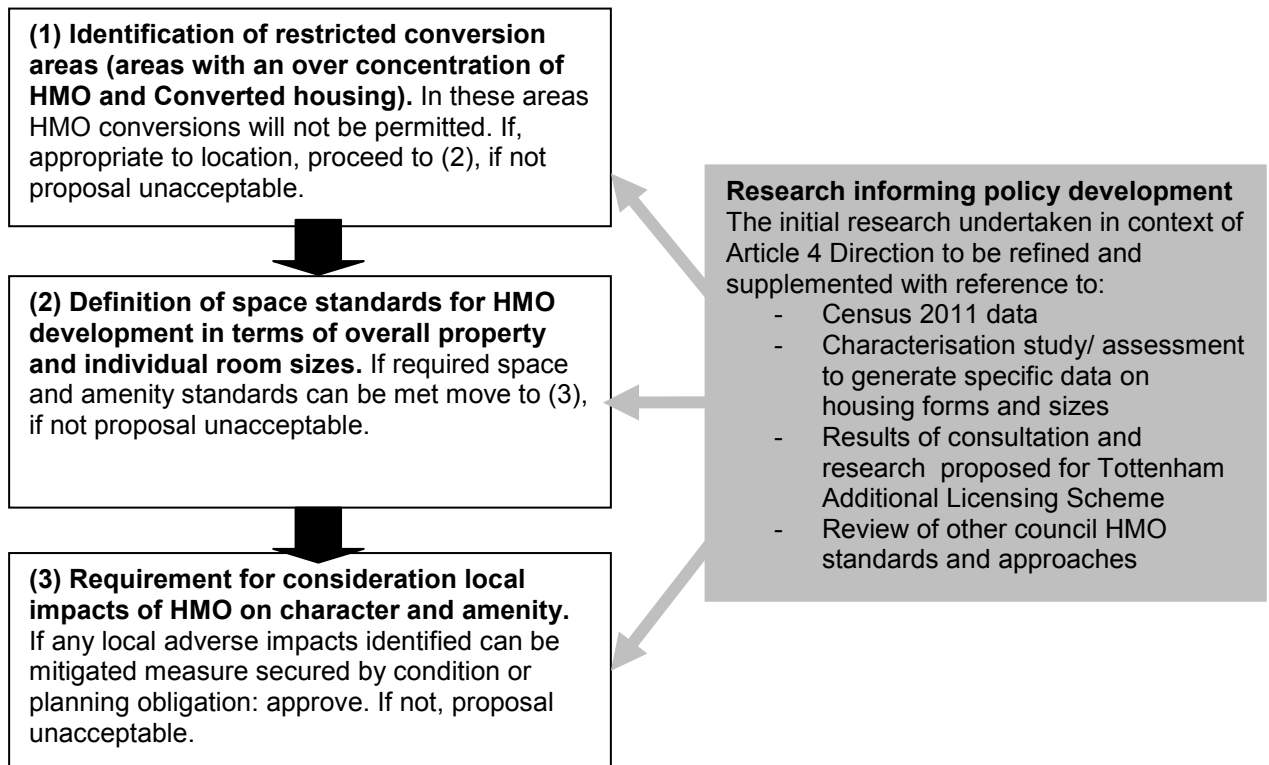 (1) Identification of restricted conversion
areas (areas with an over concentration of
HMO and Converted housing). In these areas
HMO conversions will not be permitted. If,
appropriate to location, proceed to (2), if not
proposal unacceptable.
(2) Definition of space standards for HMO
development in terms of overall property
and individual room sizes. If required space
and amenity standards can be met move to (3),
if not proposal unacceptable.
(3) Requirement for consideration local
impacts of HMO on character and amenity.
If any local adverse impacts identified can be
mitigated measure secured by condition or
planning obligation: approve. If not, proposal
unacceptable.
Research informing policy development
The initial research undertaken in context of
Article 4 Direction to be refined and
supplemented with reference to:
- Census 2011 data
- Characterisation study/ assessment
to generate specific data on
housing forms and sizes
- Results of consultation and
research proposed for Tottenham
Additional Licensing Scheme
- Review of other council HMO
standards and approaches